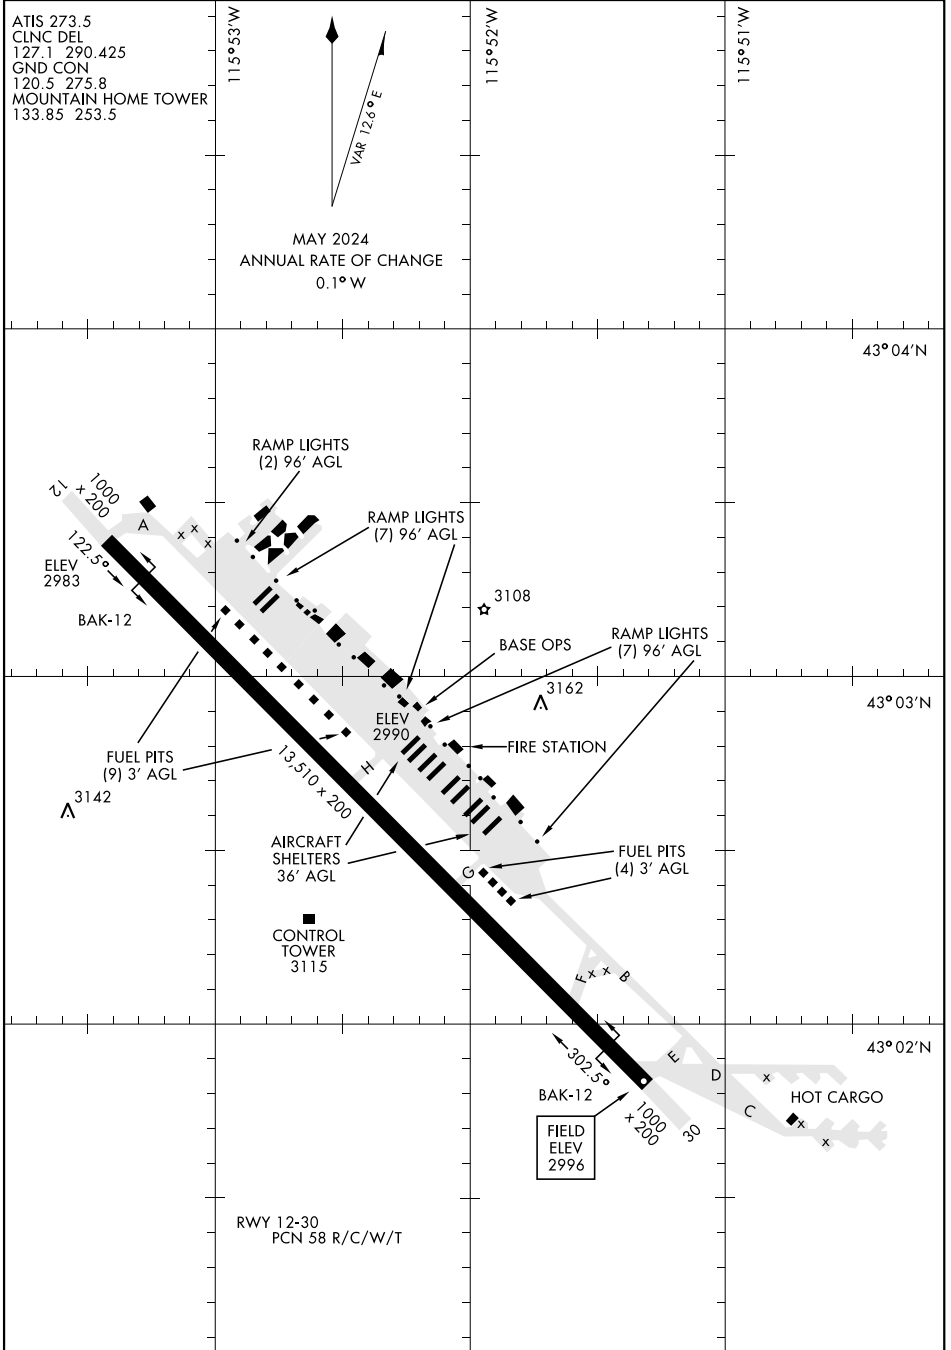 ATIS 273.5
CLNC DEL
127.1 290.425
GND CON
120.5 275.8
MOUNTAIN HOME TOWER
133.85 253.5
115°53'W
115°52'W
115°51'W
VAR 12.6° E
MAY 2024
ANNUAL RATE OF CHANGE
0.1° W
43°04'N
RAMP LIGHTS
(2) 96' AGL
RAMP LIGHTS
(7) 96' AGL
12
1000
x 200
A
x
x
x
122.5°
ELEV
2983
BAK-12
3108
BASE OPS
RAMP LIGHTS
(7) 96' AGL
3162
43°03'N
ELEV
2990
FIRE STATION
FUEL PITS
(9) 3' AGL
13,510 x 200
H
3142
AIRCRAFT
SHELTERS
36' AGL
G
FUEL PITS
(4) 3' AGL
CONTROL
TOWER
3115
F
x
x
B
43°02'N
E
302.5°
D
x
BAK-12
HOT CARGO
C
x
x
1000
x 200
30
FIELD
ELEV
2996
RWY 12-30
PCN 58 R/C/W/T